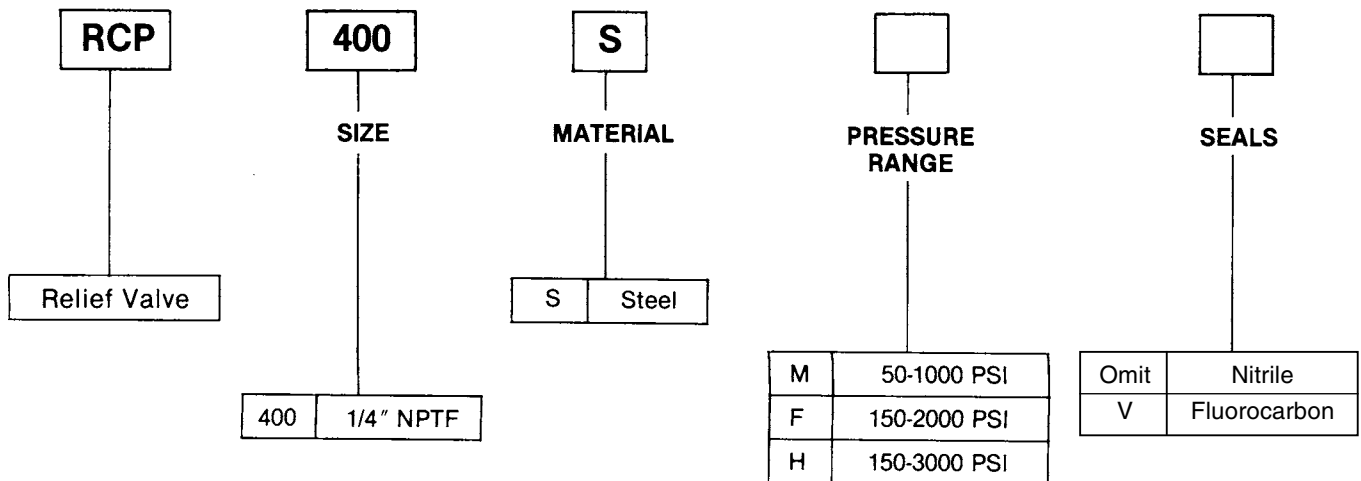 RCP 400 S
SIZE MATERIAL PRESSURE RANGE SEALS
Relief Valve
S Steel
400 1/4″ NPTF
M 50-1000 PSI
F 150-2000 PSI
H 150-3000 PSI
Omit Nitrile
V Fluorocarbon